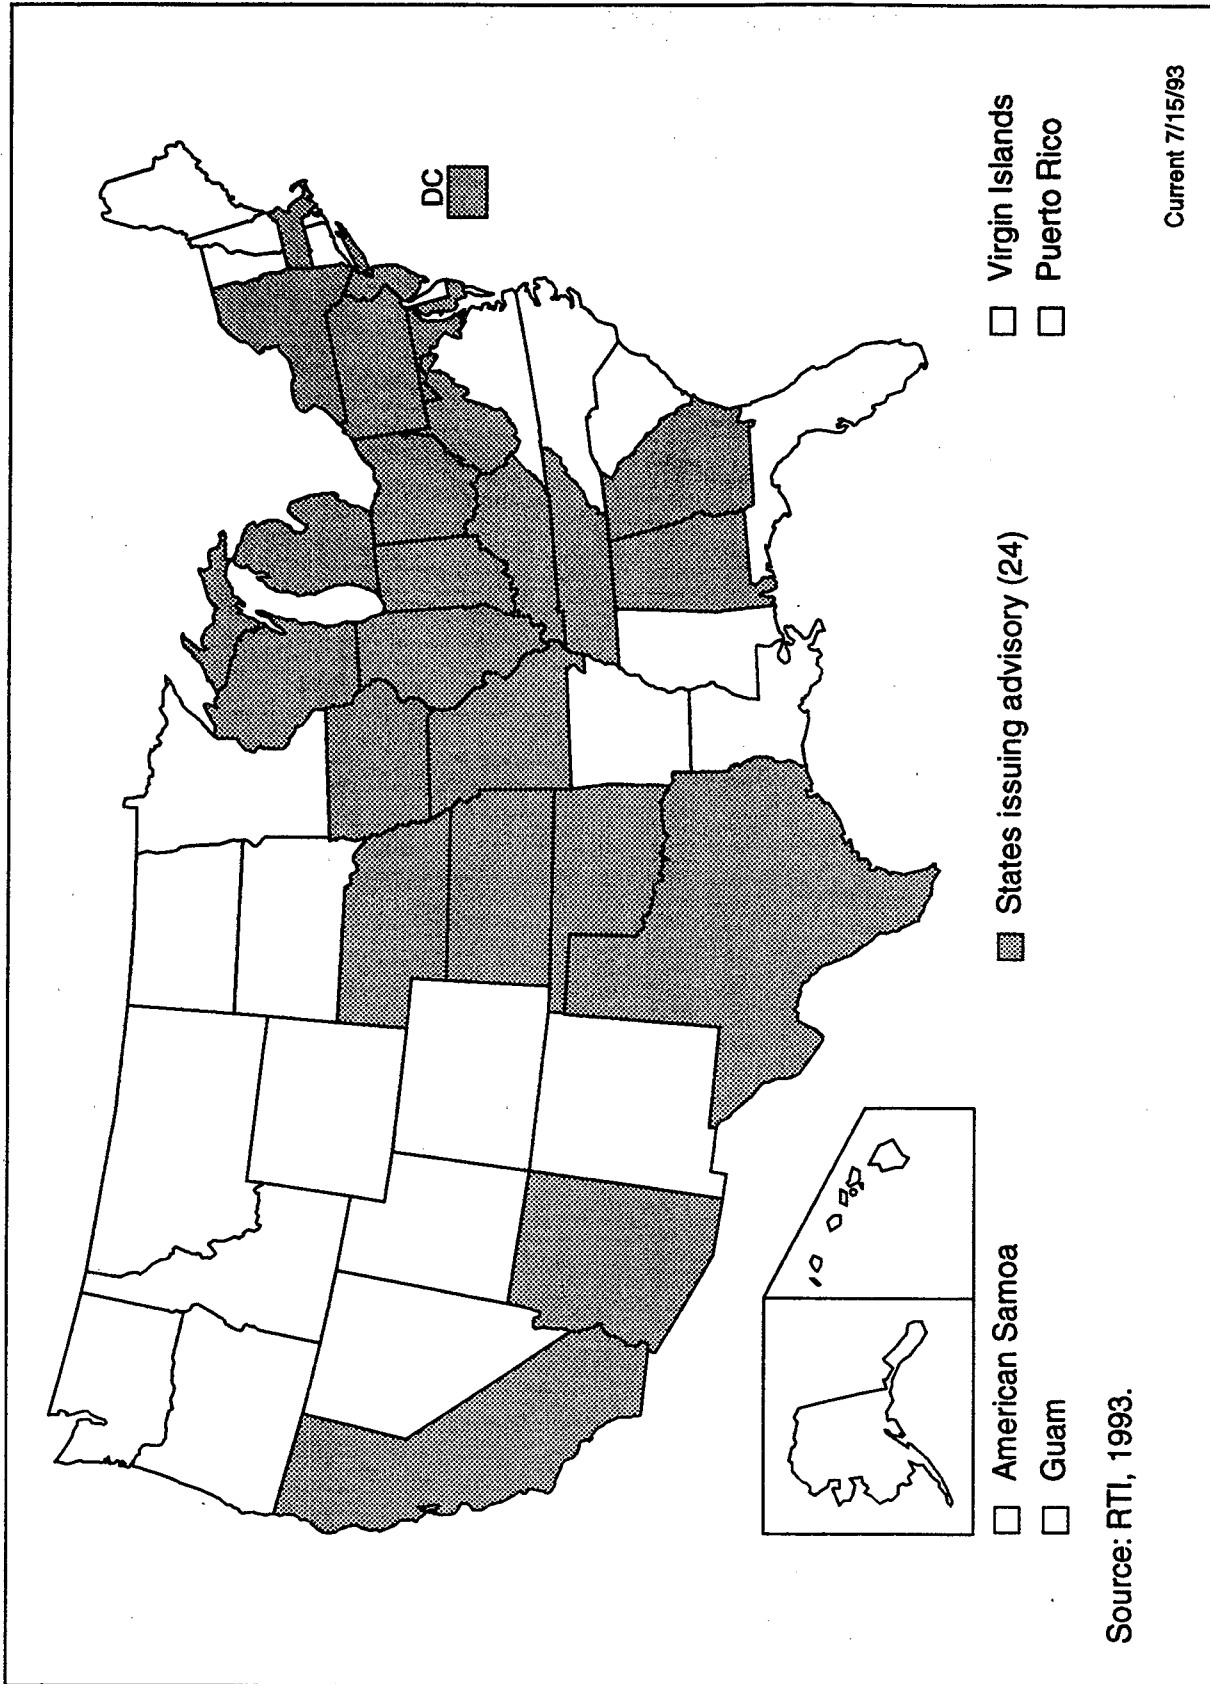 DC
American Samoa
Guam
States issuing advisory (24)
Virgin Islands
Puerto Rico
Source: RTI, 1993.
Current 7/15/93